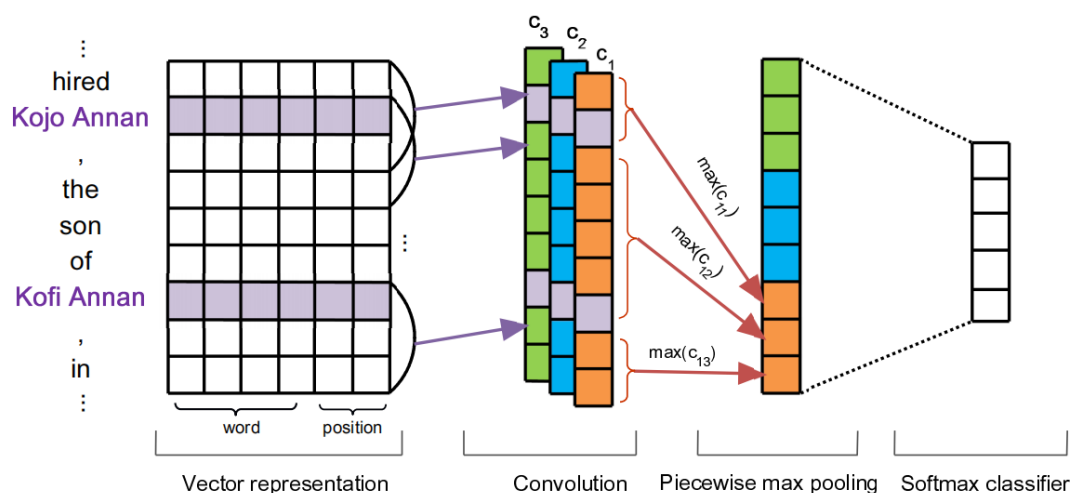 ⋮
hired
Kojo Annan
,
the
son
of
Kofi Annan
,
in
⋮
word
position
⋮
c3
c2
c1
max(c11)
max(c12)
max(c13)
Vector representation
Convolution
Piecewise max pooling
Softmax classifier